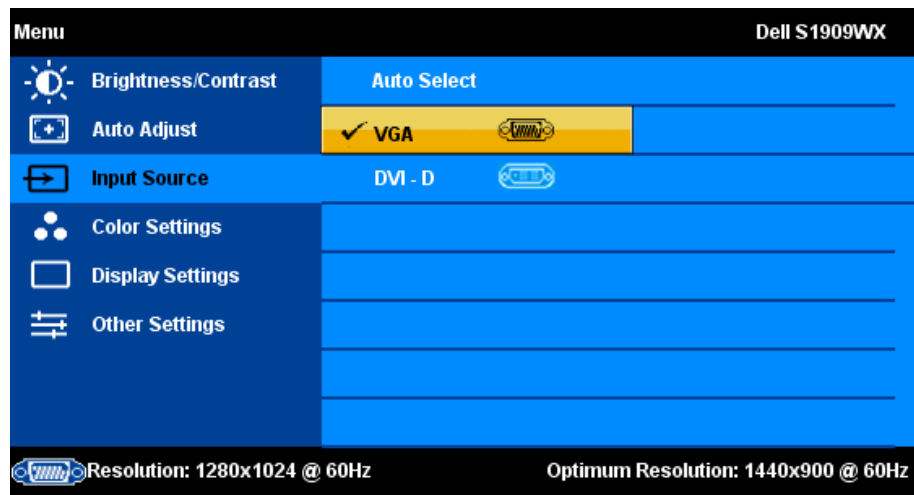 Menu Dell S1909WX
Brightness/Contrast Auto Select
Auto Adjust VGA
Input Source DVI - D
Color Settings
Display Settings
Other Settings
Resolution: 1280x1024 @ 60Hz Optimum Resolution: 1440x900 @ 60Hz